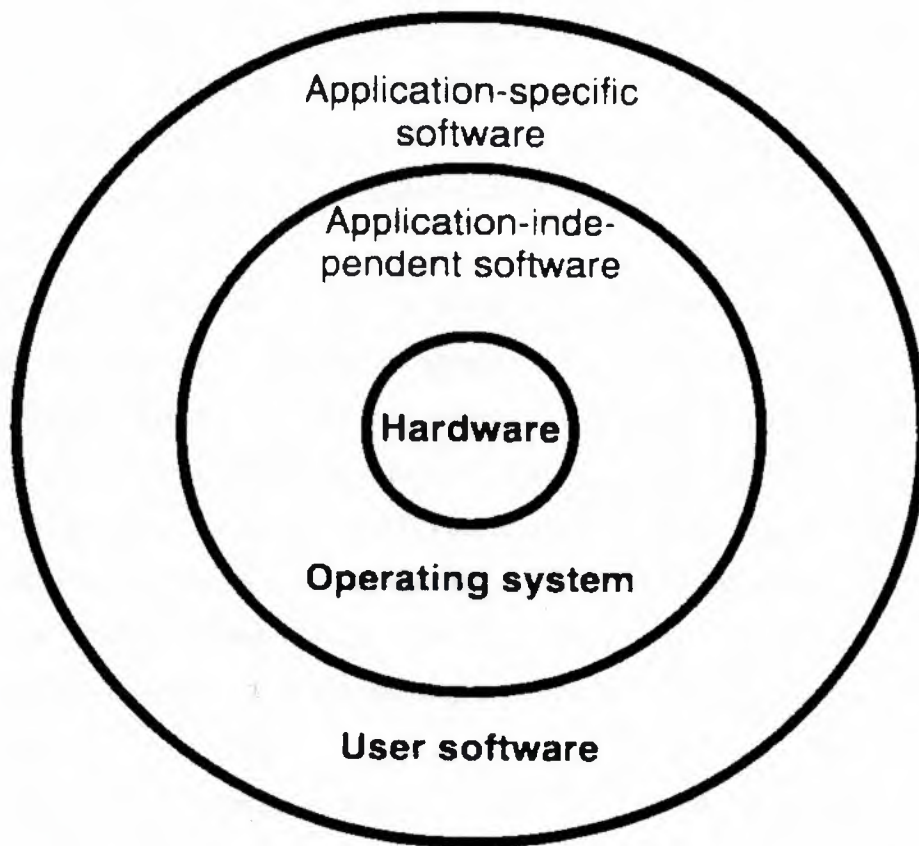 Application-specific
software
Application-inde-
pendent software
Hardware
Operating system
User software